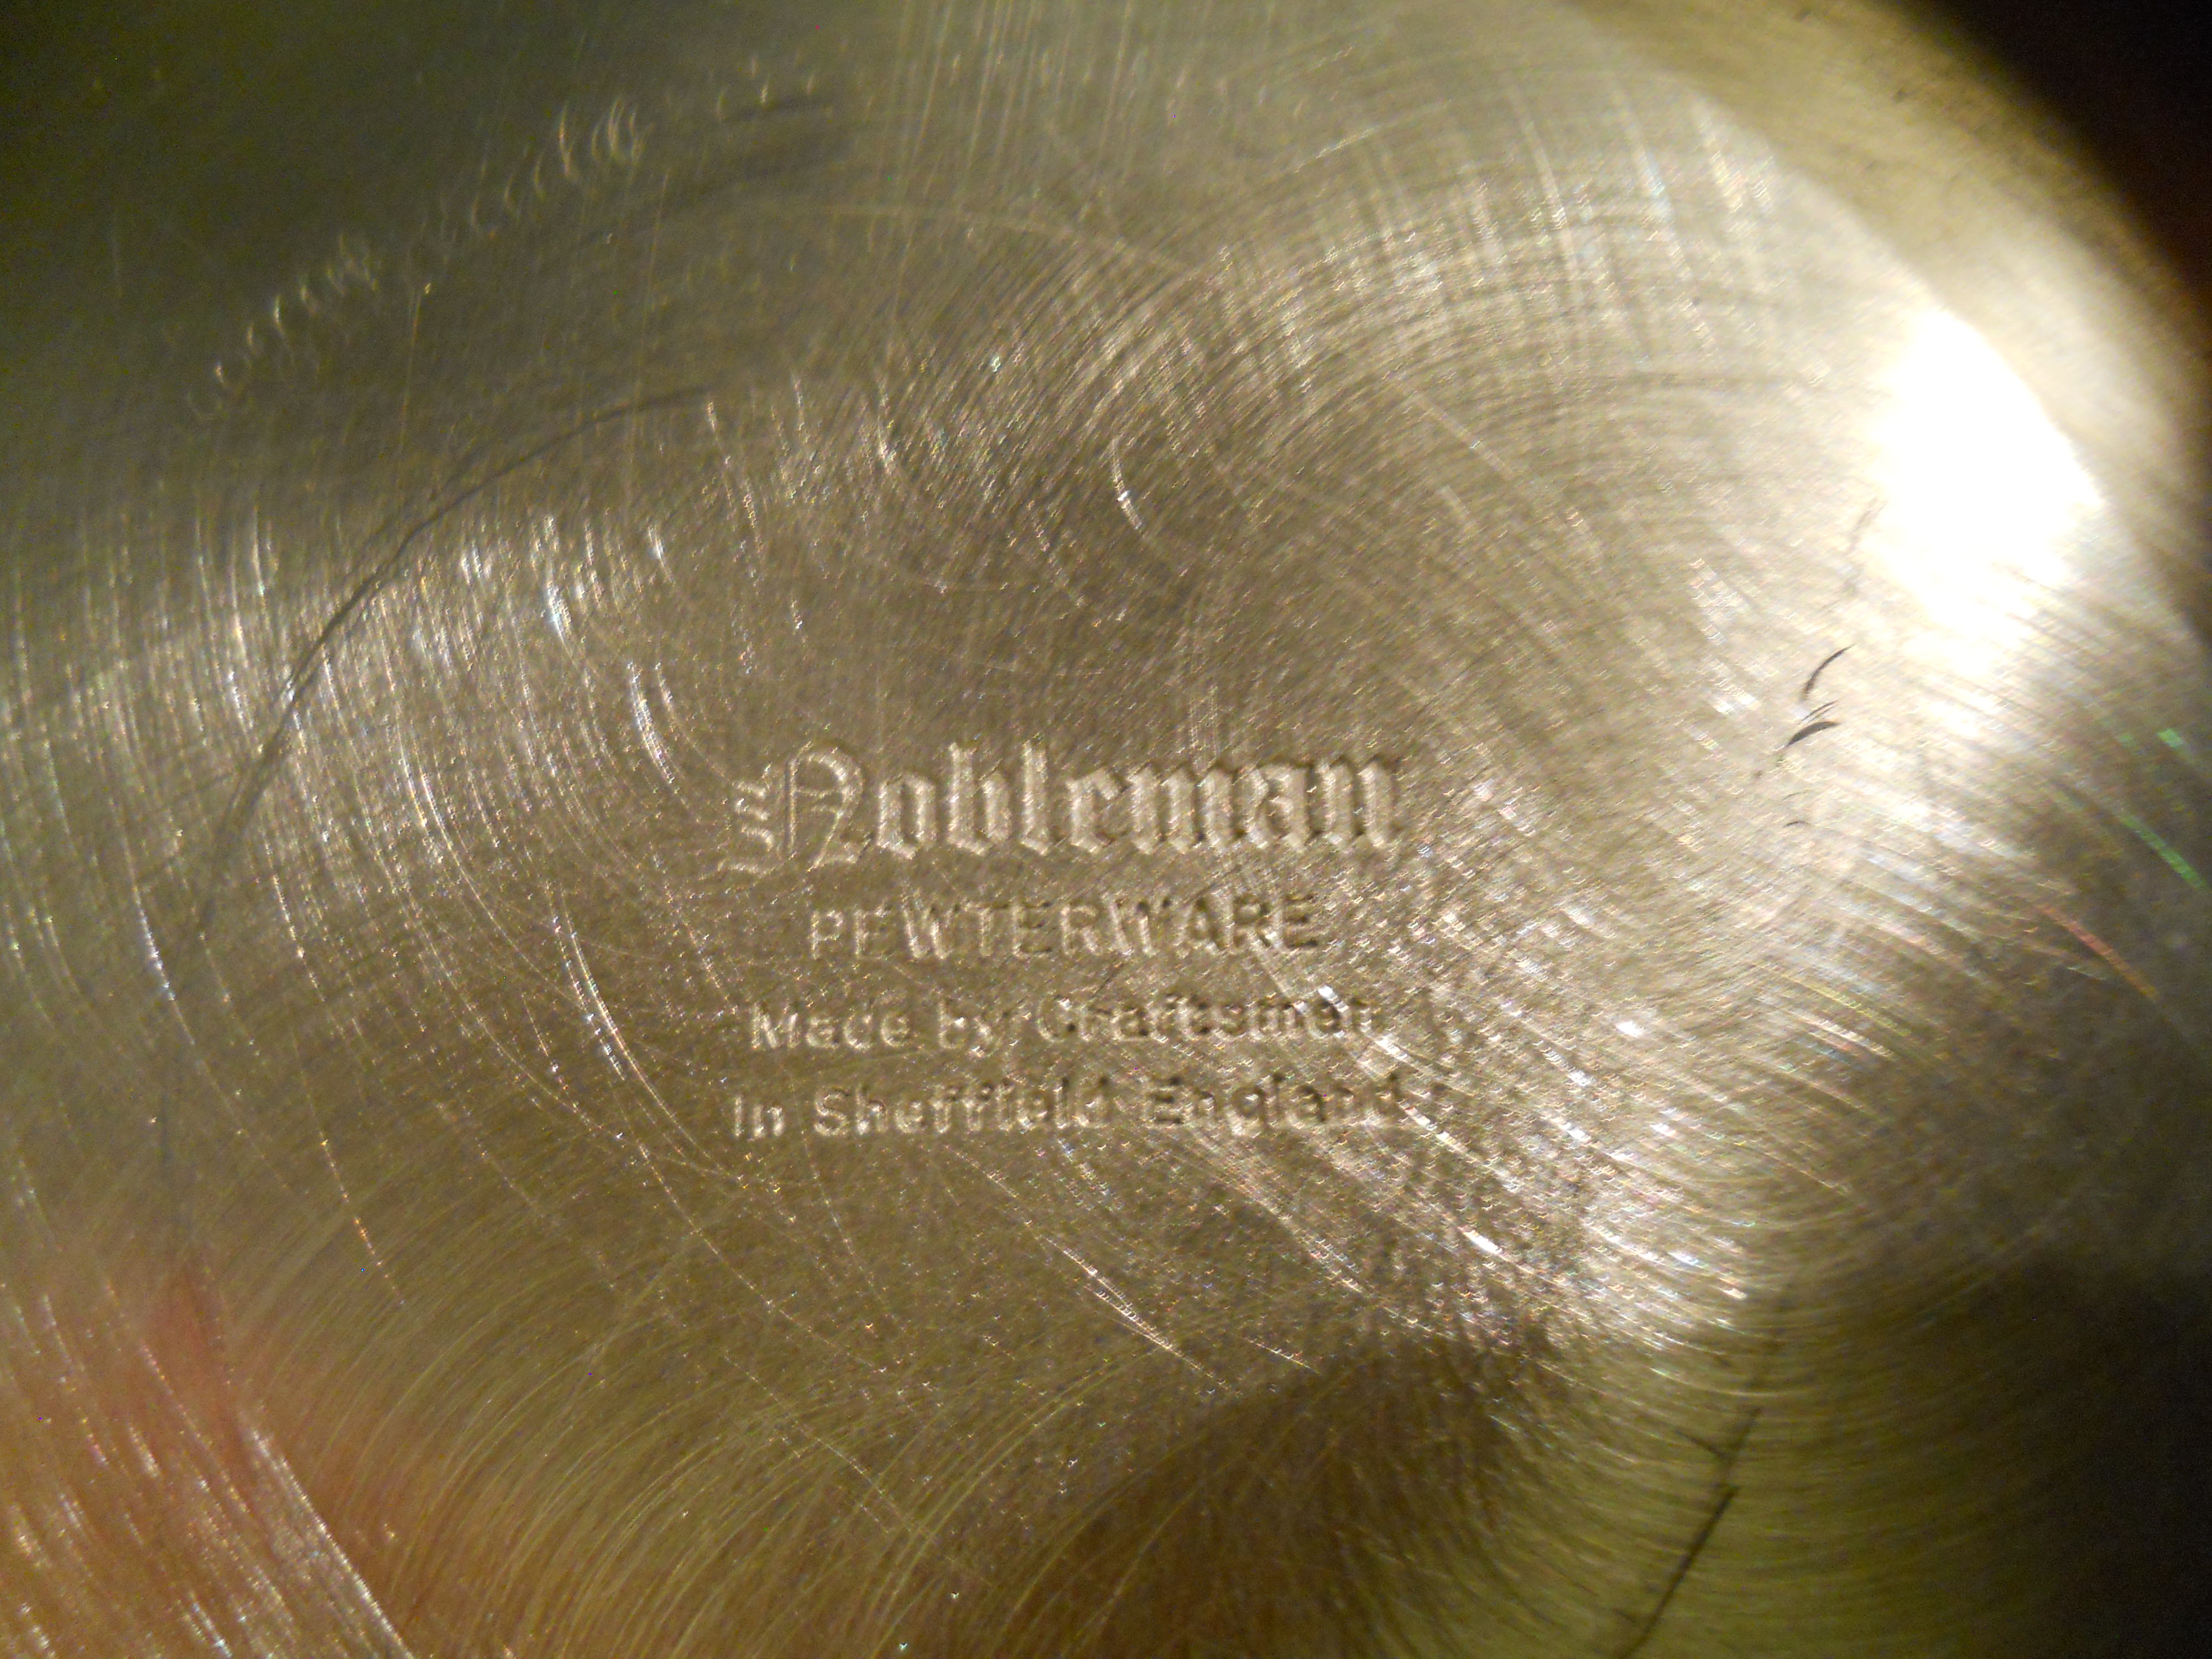 Nobleman
PEWTERWARE
Made by Craftsmen
in Sheffield England